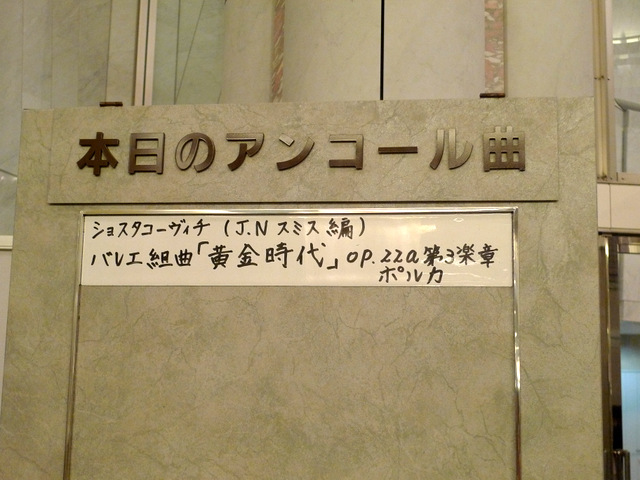 本日のアンコール曲
ショスタコーヴィチ (J.N スミス 編)
バレエ組曲「黄金時代」OP.22a 第3楽章
ポルカ